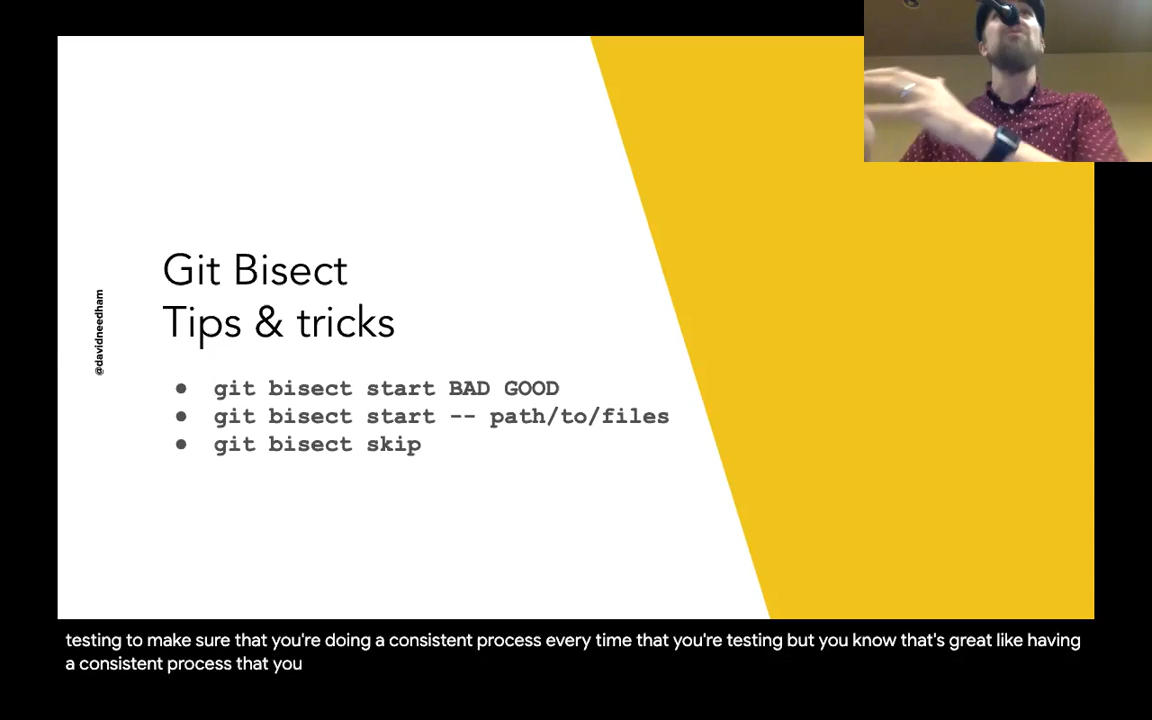 Git Bisect
Tips & tricks
@davidneedham
● git bisect start BAD GOOD
● git bisect start -- path/to/files
● git bisect skip
testing to make sure that you're doing a consistent process every time that you're testing but you know that's great like having
a consistent process that you